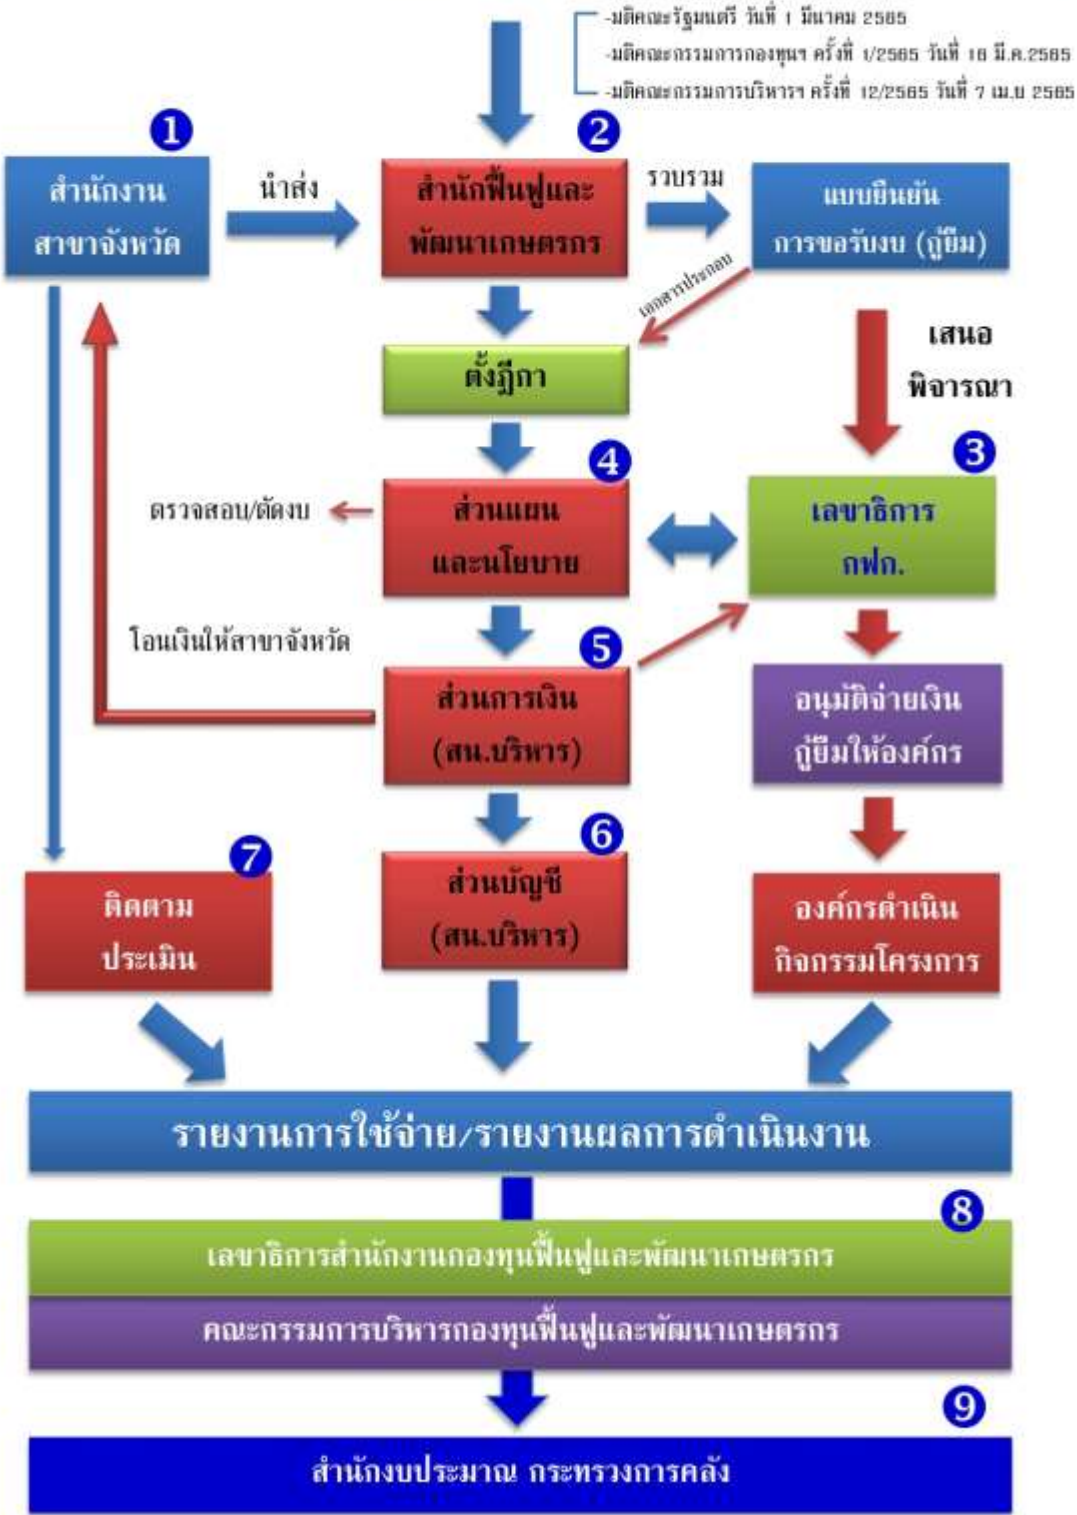 -มติคณะรัฐมนตรี วันที่ 1 มีนาคม 2565
-มติคณะกรรมการกองทุนฯ ครั้งที่ 1/2565 วันที่ 16 มี.ค.2565
-มติคณะกรรมการบริหารฯ ครั้งที่ 12/2565 วันที่ 7 เม.ย 2565
1
2
สำนักงาน
สาขาจังหวัด
นำส่ง
สำนักฟื้นฟูและ
พัฒนาเกษตรกร
รวบรวม
แบบยืนยัน
การขอรับงบ (กู้ยืม)
เอกสารประกอบ
ตั้งฎีกา
เสนอ
พิจารณา
3
4
ตรวจสอบ/ตัดงบ
ส่วนแผน
และนโยบาย
เลขาธิการ
กฟก.
โอนเงินให้สาขาจังหวัด
5
ส่วนการเงิน
(สน.บริหาร)
อนุมัติจ่ายเงิน
กู้ยืมให้องค์กร
6
7
ติดตาม
ประเมิน
ส่วนบัญชี
(สน.บริหาร)
องค์กรดำเนิน
กิจกรรมโครงการ
รายงานการใช้จ่าย/รายงานผลการดำเนินงาน
8
เลขาธิการสำนักงานกองทุนฟื้นฟูและพัฒนาเกษตรกร
คณะกรรมการบริหารกองทุนฟื้นฟูและพัฒนาเกษตรกร
9
สำนักงบประมาณ กระทรวงการคลัง